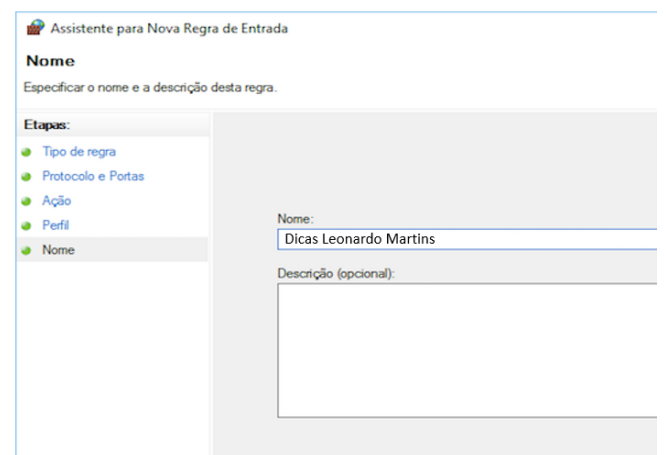 Assistente para Nova Regra de Entrada
Nome
Especificar o nome e a descrição desta regra.
Etapas:
Tipo de regra
Protocolo e Portas
Ação
Perfil
Nome
Nome:
Dicas Leonardo Martins
Descrição (opcional):